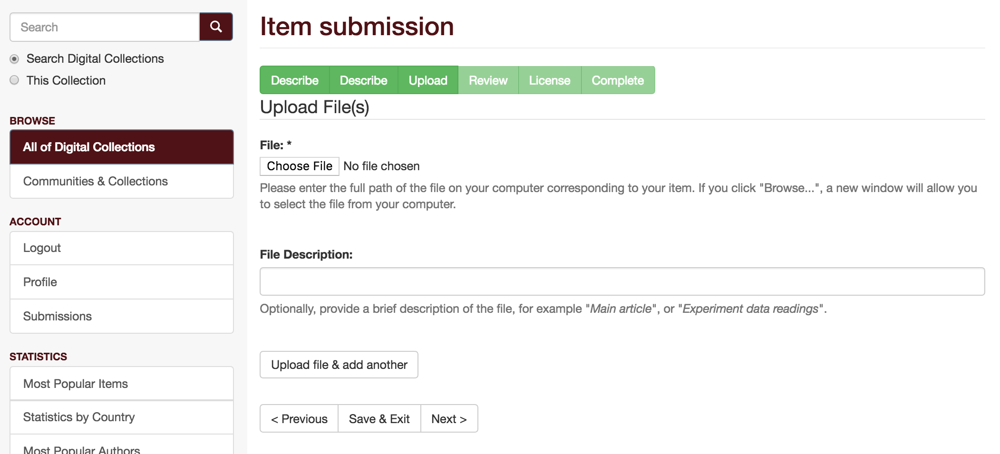 Search
Search Digital Collections
This Collection
BROWSE
All of Digital Collections
Communities & Collections
ACCOUNT
Logout
Profile
Submissions
STATISTICS
Most Popular Items
Statistics by Country
Most Popular Authors
Item submission
Describe Describe Upload Review License Complete
Upload File(s)
File: *
Choose File No file chosen
Please enter the full path of the file on your computer corresponding to your item. If you click "Browse...", a new window will allow you
to select the file from your computer.
File Description:
Optionally, provide a brief description of the file, for example "Main article", or "Experiment data readings".
Upload file & add another
< Previous Save & Exit Next >